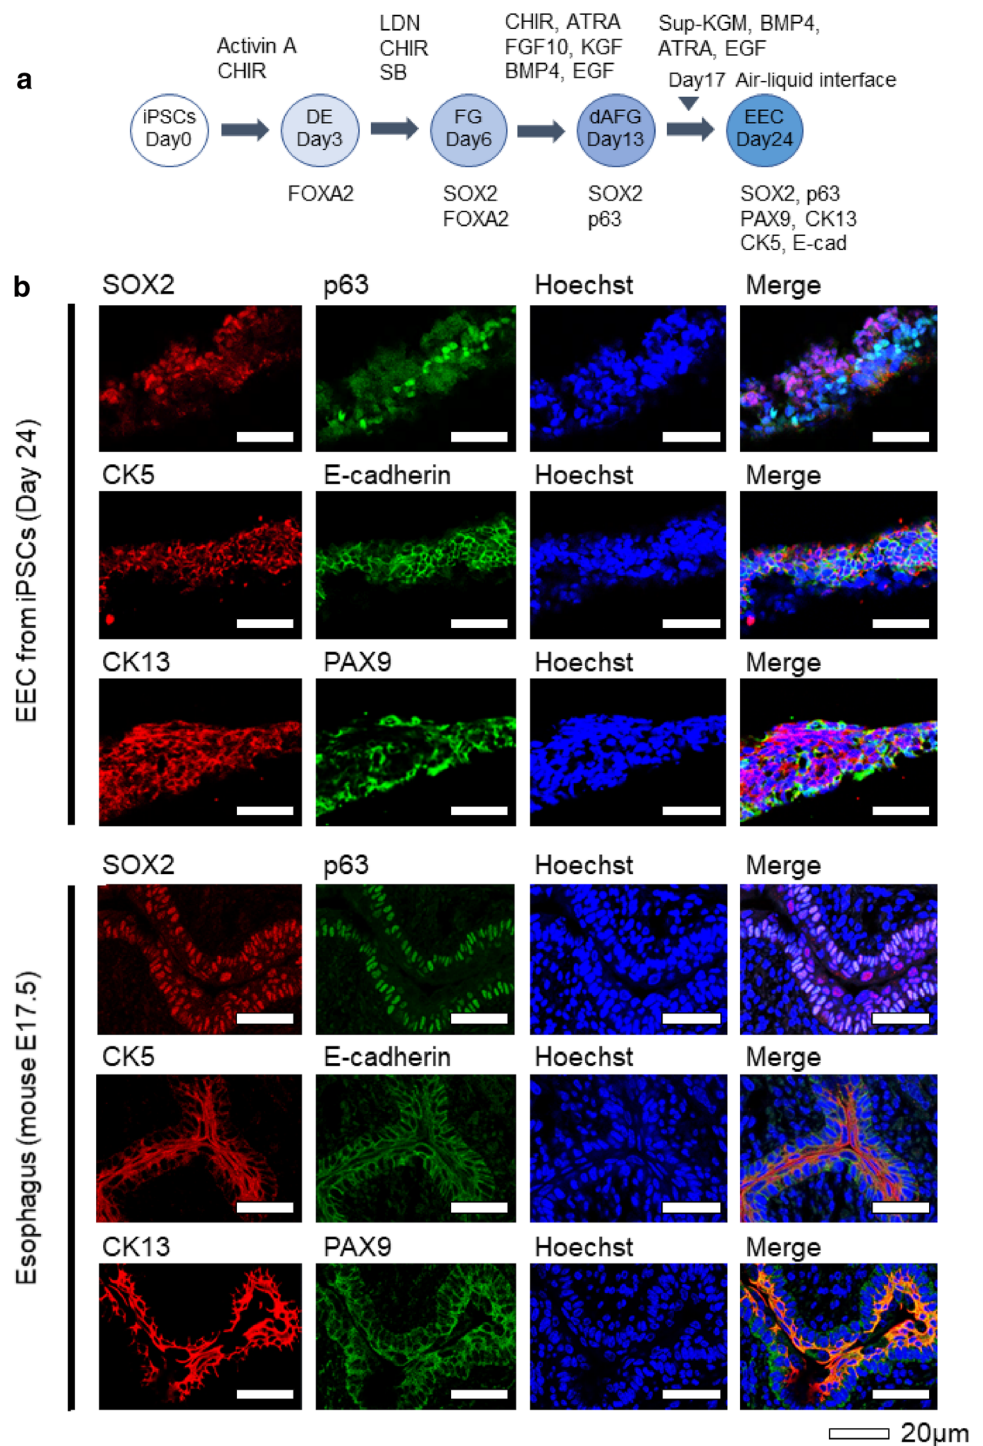 a
Activin A
CHIR
LDN
CHIR
SB
CHIR, ATRA
FGF10, KGF
BMP4, EGF
Sup-KGM, BMP4,
ATRA, EGF
Day17 Air-liquid interface
iPSCs
Day0
DE
Day3
FG
Day6
dAFG
Day13
EEC
Day24
FOXA2
SOX2
FOXA2
SOX2
p63
SOX2, p63
PAX9, CK13
CK5, E-cad
b
EEC from iPSCs (Day 24)
SOX2 p63 Hoechst Merge
CK5 E-cadherin Hoechst Merge
CK13 PAX9 Hoechst Merge
Esophagus (mouse E17.5)
SOX2 p63 Hoechst Merge
CK5 E-cadherin Hoechst Merge
CK13 PAX9 Hoechst Merge
20μm